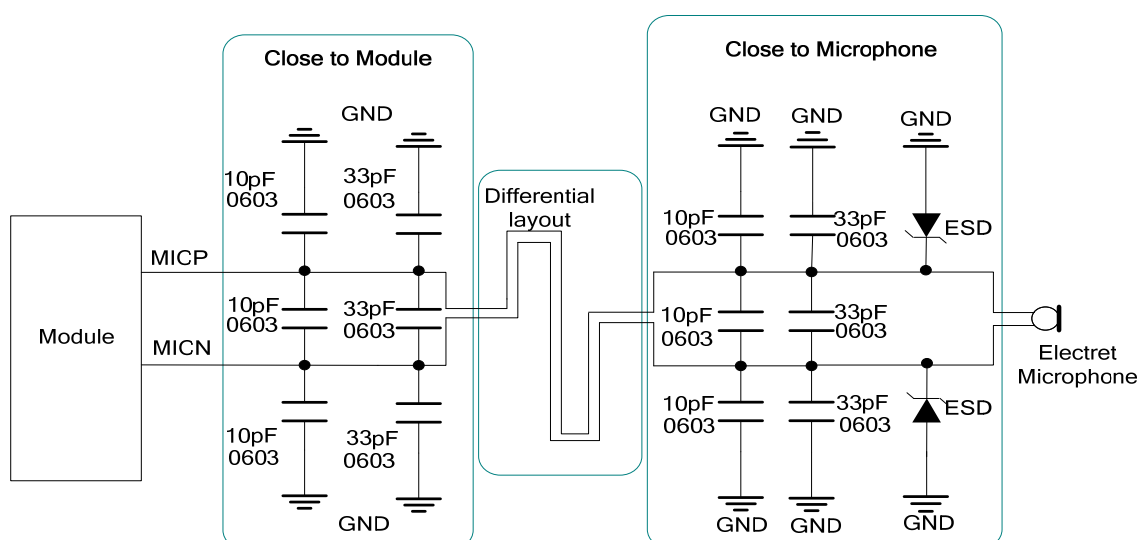 Close to Module
GND
10pF
0603
33pF
0603
MICP
10pF
0603
33pF
0603
Module
MICN
10pF
0603
33pF
0603
GND
Differential
layout
Close to Microphone
GND
GND
GND
10pF
0603
33pF
0603
ESD
10pF
0603
33pF
0603
Electret
Microphone
10pF
0603
33pF
0603
ESD
GND
GND
GND